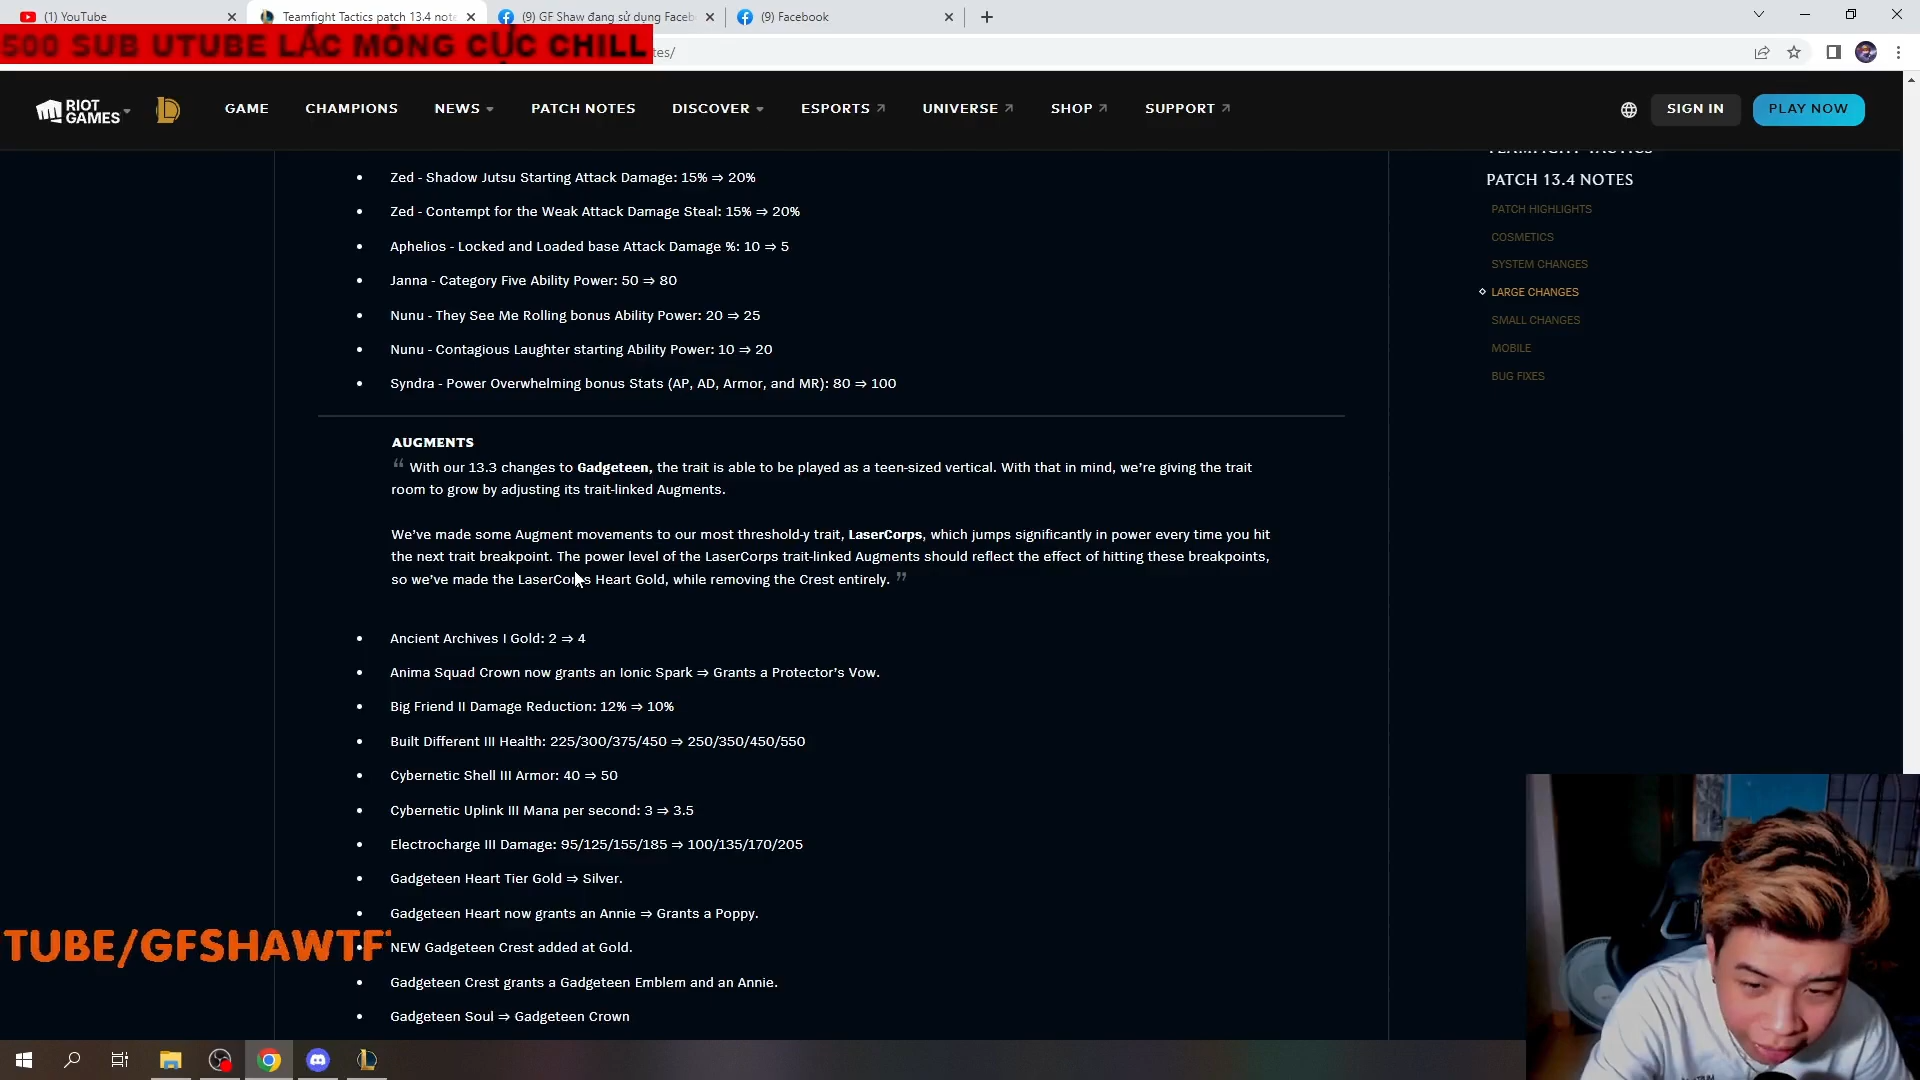 (1) YouTube
Teamfight Tactics patch 13.4 note
(9) GF Shaw đang sử dụng Faceb
(9) Facebook
500 SUB UTUBE LẮC MÔNG CỰC CHILL
tes/
RIOT GAMES
GAME
CHAMPIONS
NEWS
PATCH NOTES
DISCOVER
ESPORTS
UNIVERSE
SHOP
SUPPORT
SIGN IN
PLAY NOW
Zed - Shadow Jutsu Starting Attack Damage: 15% ⇒ 20%
Zed - Contempt for the Weak Attack Damage Steal: 15% ⇒ 20%
Aphelios - Locked and Loaded base Attack Damage %: 10 ⇒ 5
Janna - Category Five Ability Power: 50 ⇒ 80
Nunu - They See Me Rolling bonus Ability Power: 20 ⇒ 25
Nunu - Contagious Laughter starting Ability Power: 10 ⇒ 20
Syndra - Power Overwhelming bonus Stats (AP, AD, Armor, and MR): 80 ⇒ 100
AUGMENTS
“ With our 13.3 changes to Gadgeteen, the trait is able to be played as a teen-sized vertical. With that in mind, we’re giving the trait
room to grow by adjusting its trait-linked Augments.
We’ve made some Augment movements to our most threshold-y trait, LaserCorps, which jumps significantly in power every time you hit
the next trait breakpoint. The power level of the LaserCorps trait-linked Augments should reflect the effect of hitting these breakpoints,
so we’ve made the LaserCorps Heart Gold, while removing the Crest entirely. ”
Ancient Archives I Gold: 2 ⇒ 4
Anima Squad Crown now grants an Ionic Spark ⇒ Grants a Protector’s Vow.
Big Friend II Damage Reduction: 12% ⇒ 10%
Built Different III Health: 225/300/375/450 ⇒ 250/350/450/550
Cybernetic Shell III Armor: 40 ⇒ 50
Cybernetic Uplink III Mana per second: 3 ⇒ 3.5
Electrocharge III Damage: 95/125/155/185 ⇒ 100/135/170/205
Gadgeteen Heart Tier Gold ⇒ Silver.
Gadgeteen Heart now grants an Annie ⇒ Grants a Poppy.
NEW Gadgeteen Crest added at Gold.
Gadgeteen Crest grants a Gadgeteen Emblem and an Annie.
Gadgeteen Soul ⇒ Gadgeteen Crown
TEAMFIGHT TACTICS
PATCH 13.4 NOTES
PATCH HIGHLIGHTS
COSMETICS
SYSTEM CHANGES
LARGE CHANGES
SMALL CHANGES
MOBILE
BUG FIXES
TUBE/GFSHAWTF